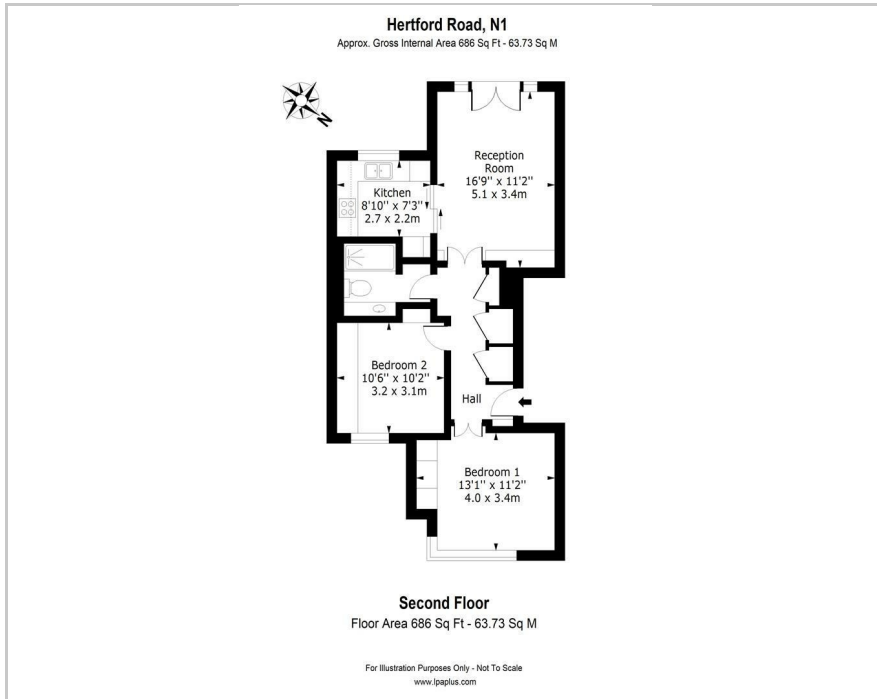 Hertford Road, N1
Approx. Gross Internal Area 686 Sq Ft - 63.73 Sq M
N
Reception
Room
16'9'' x 11'2''
5.1 x 3.4m
Kitchen
8'10'' x 7'3''
2.7 x 2.2m
Bedroom 2
10'6'' x 10'2''
3.2 x 3.1m
Hall
Bedroom 1
13'1'' x 11'2''
4.0 x 3.4m
Second Floor
Floor Area 686 Sq Ft - 63.73 Sq M
For Illustration Purposes Only - Not To Scale
www.lpaplus.com